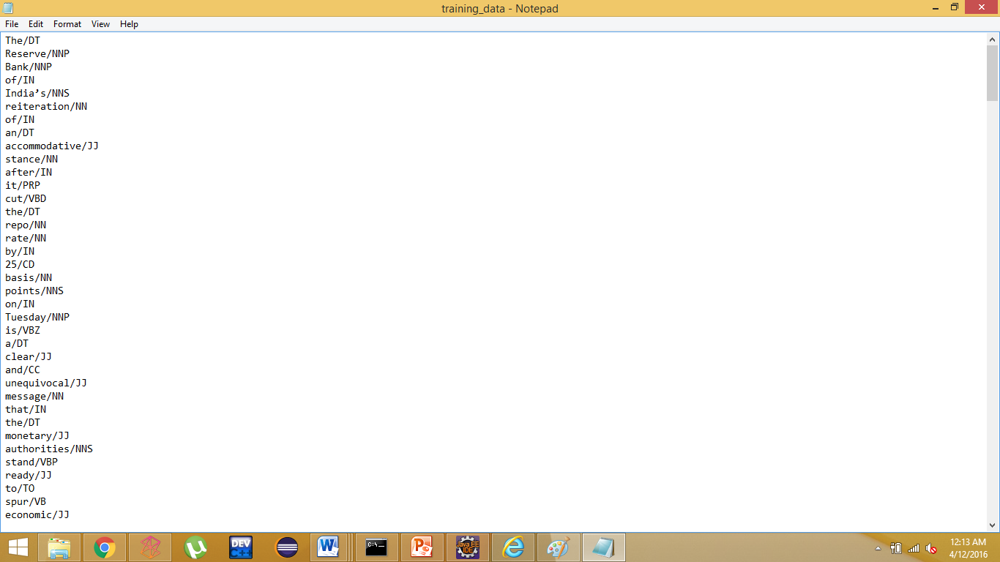 training_data - Notepad
File Edit Format View Help
The/DT
Reserve/NNP
Bank/NNP
of/IN
India’s/NNS
reiteration/NN
of/IN
an/DT
accommodative/JJ
stance/NN
after/IN
it/PRP
cut/VBD
the/DT
repo/NN
rate/NN
by/IN
25/CD
basis/NN
points/NNS
on/IN
Tuesday/NNP
is/VBZ
a/DT
clear/JJ
and/CC
unequivocal/JJ
message/NN
that/IN
the/DT
monetary/JJ
authorities/NNS
stand/VBP
ready/JJ
to/TO
spur/VB
economic/JJ
DEV
C++
C:\_
Java EE
IDE
12:13 AM
4/12/2016